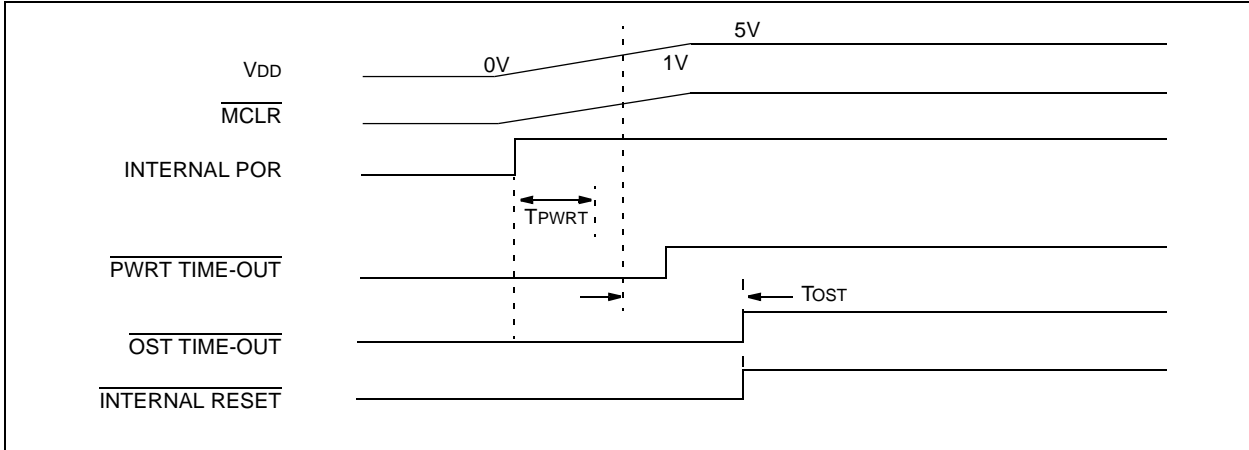 5V
VDD 0V 1V
MCLR
INTERNAL POR
TPWRT
PWRT TIME-OUT
TOST
OST TIME-OUT
INTERNAL RESET